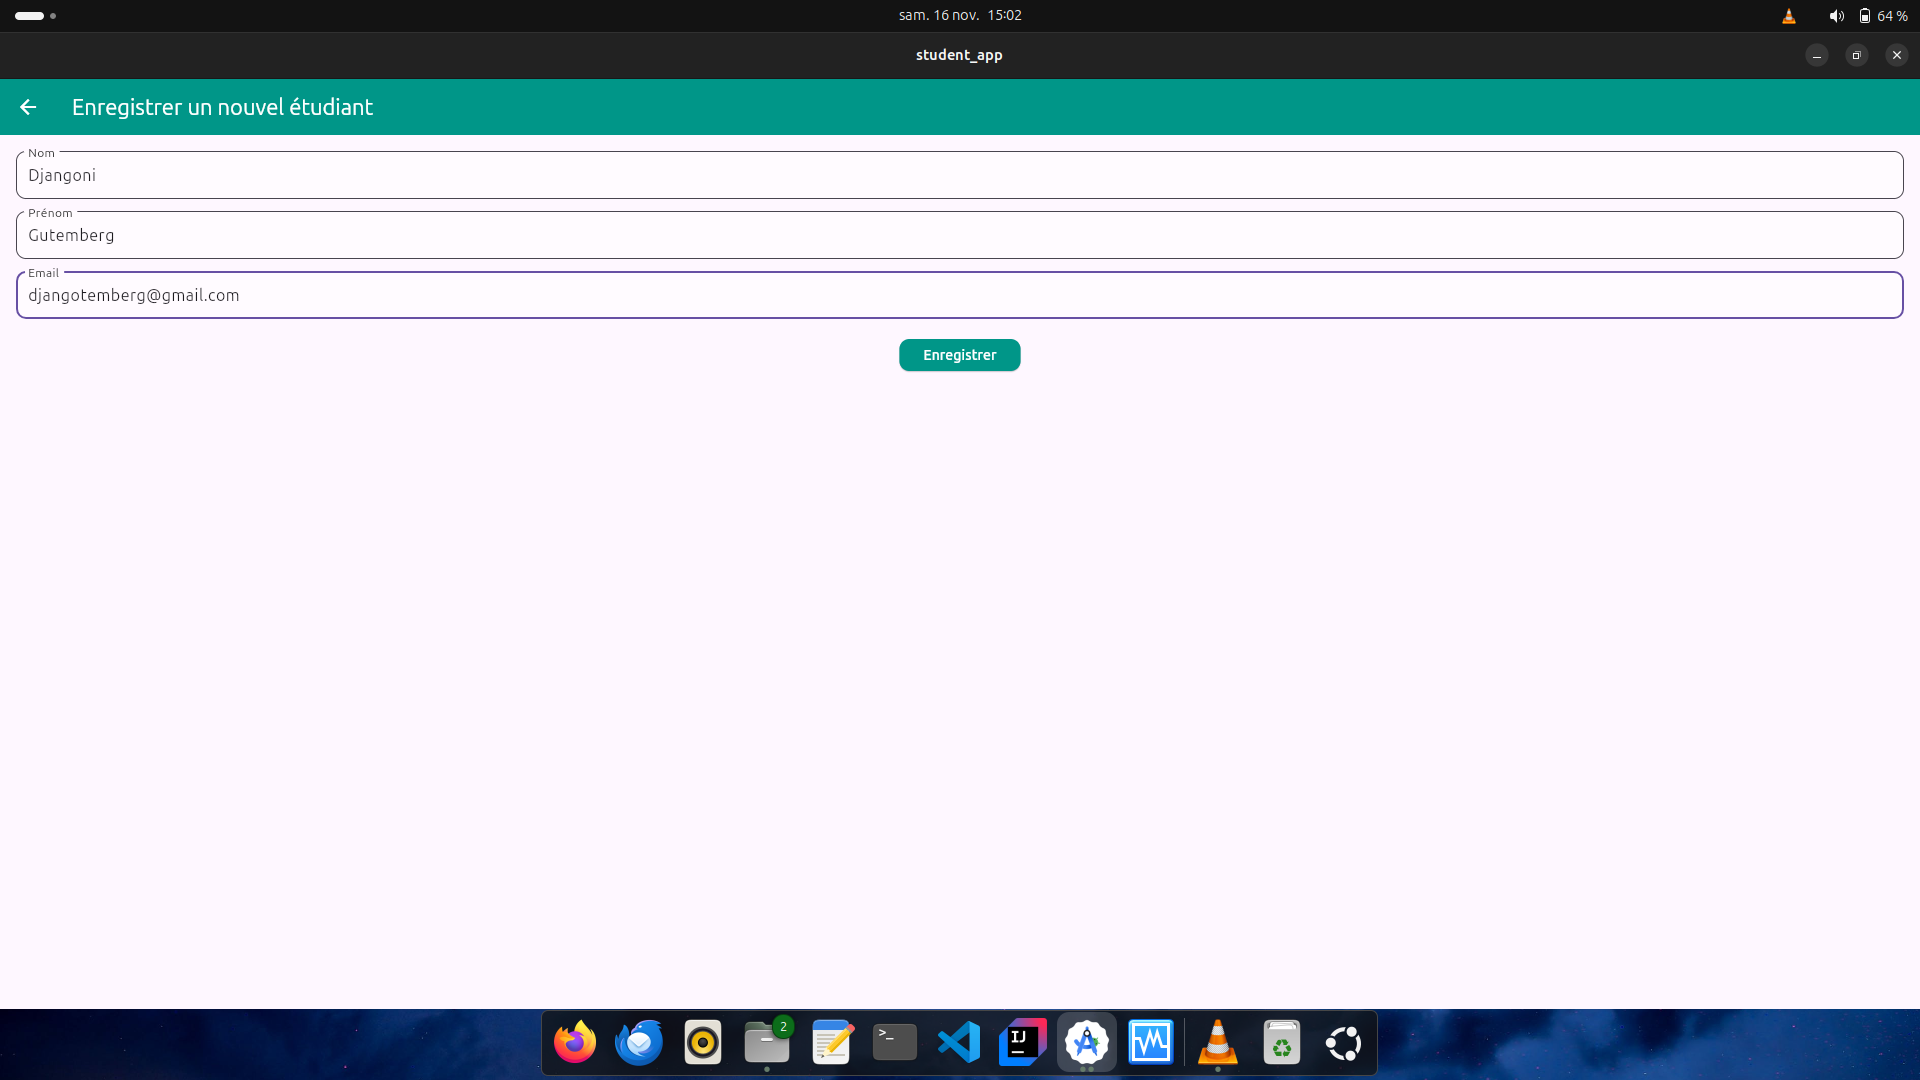 sam. 16 nov. 15:02
64 %
student_app
Enregistrer un nouvel étudiant
Nom
Djangoni
Prénom
Gutemberg
Email
djangotemberg@gmail.com
Enregistrer
2
>_
IJ